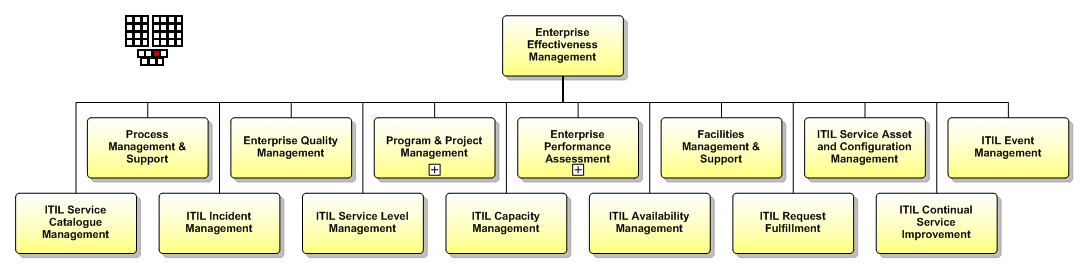 Enterprise
Effectiveness
Management
Process
Management &
Support
Enterprise Quality
Management
Program & Project
Management
Enterprise
Performance
Assessment
Facilities
Management &
Support
ITIL Service Asset
and Configuration
Management
ITIL Event
Management
ITIL Service
Catalogue
Management
ITIL Incident
Management
ITIL Service Level
Management
ITIL Capacity
Management
ITIL Availability
Management
ITIL Request
Fulfillment
ITIL Continual
Service
Improvement